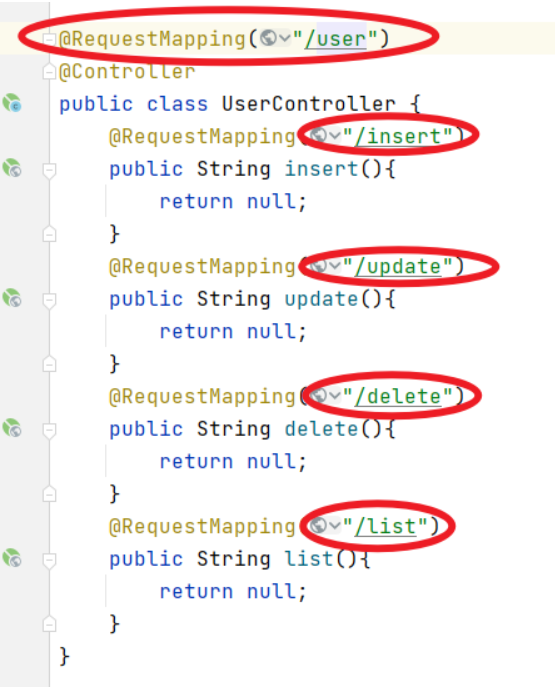 @RequestMapping("/user")
@Controller
public class UserController {
@RequestMapping("/insert")
public String insert(){
return null;
}
@RequestMapping("/update")
public String update(){
return null;
}
@RequestMapping("/delete")
public String delete(){
return null;
}
@RequestMapping("/list")
public String list(){
return null;
}
}